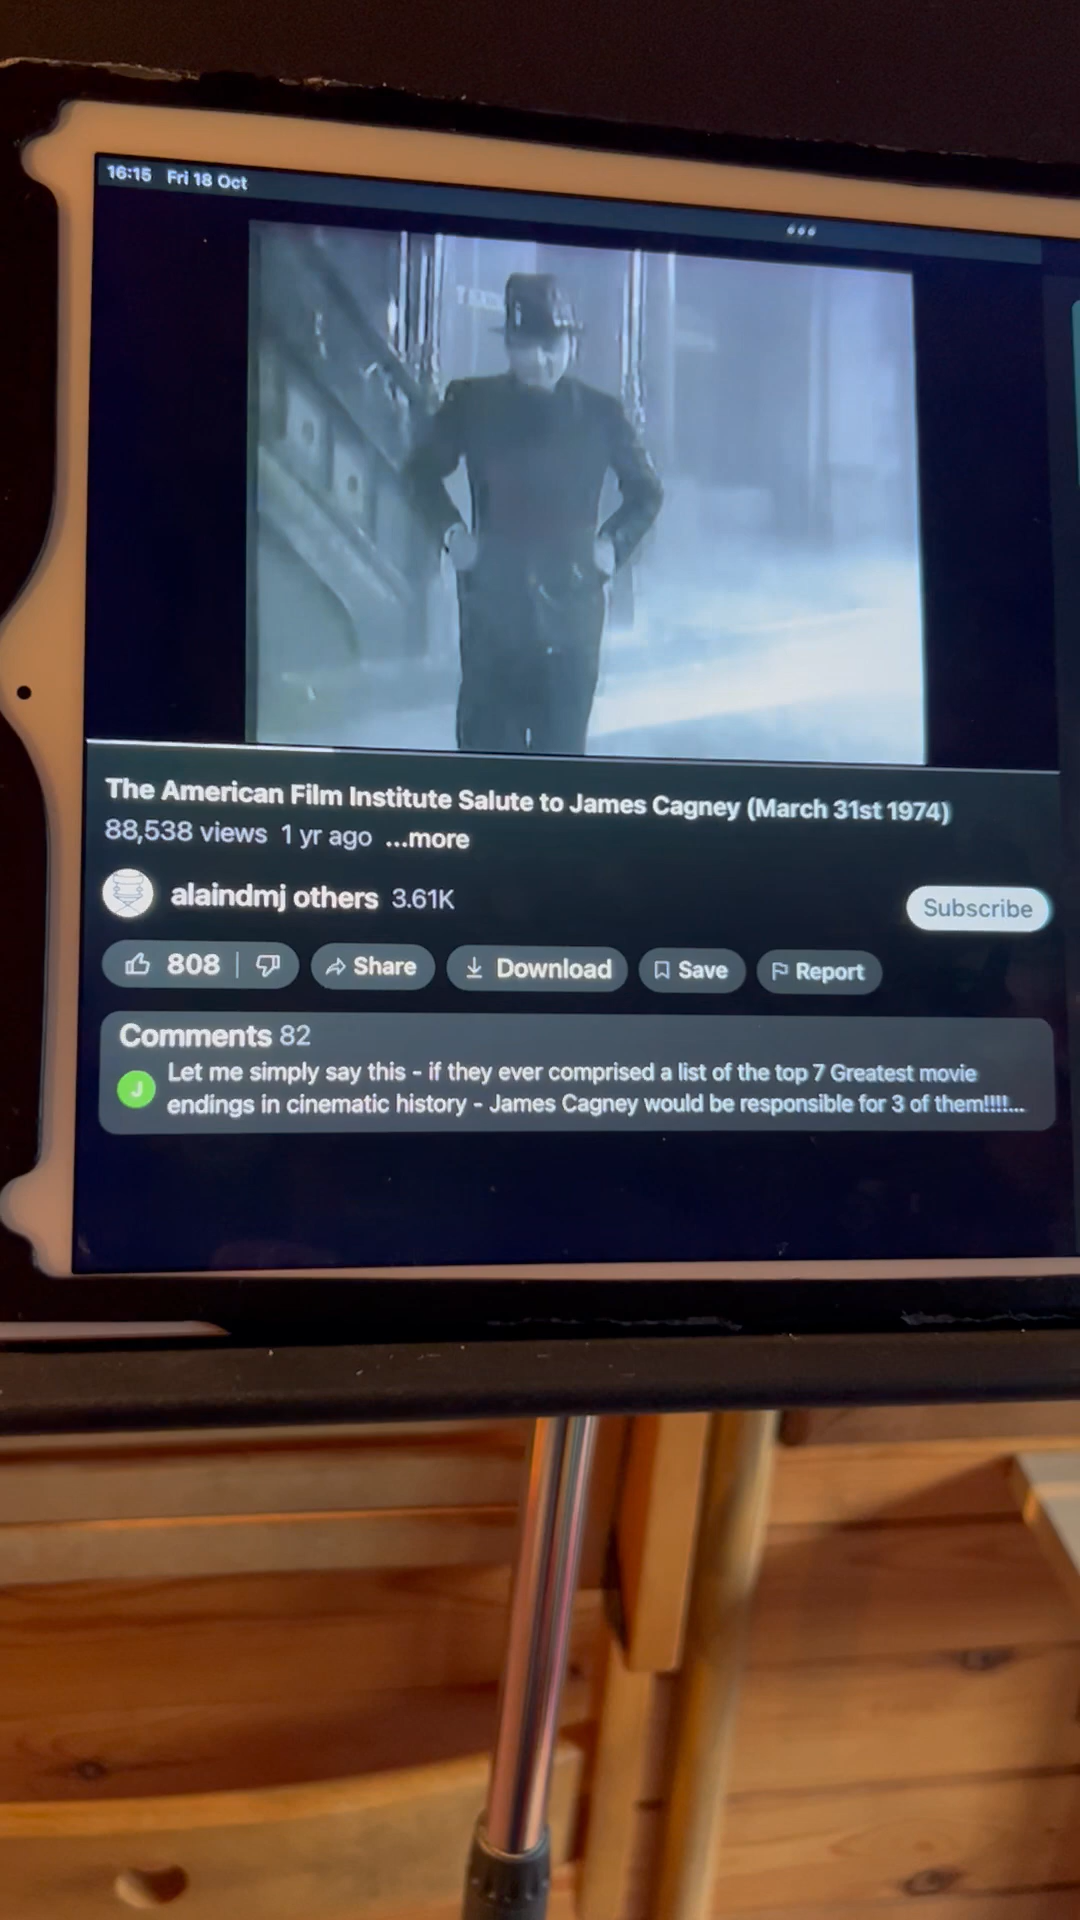 16:15 Fri 18 Oct
The American Film Institute Salute to James Cagney (March 31st 1974)
88,538 views 1 yr ago ...more
alaindmj others 3.61K
Subscribe
808
Share
Download
Save
Report
Comments 82
J
Let me simply say this - if they ever comprised a list of the top 7 Greatest movie
endings in cinematic history - James Cagney would be responsible for 3 of them!!!!...